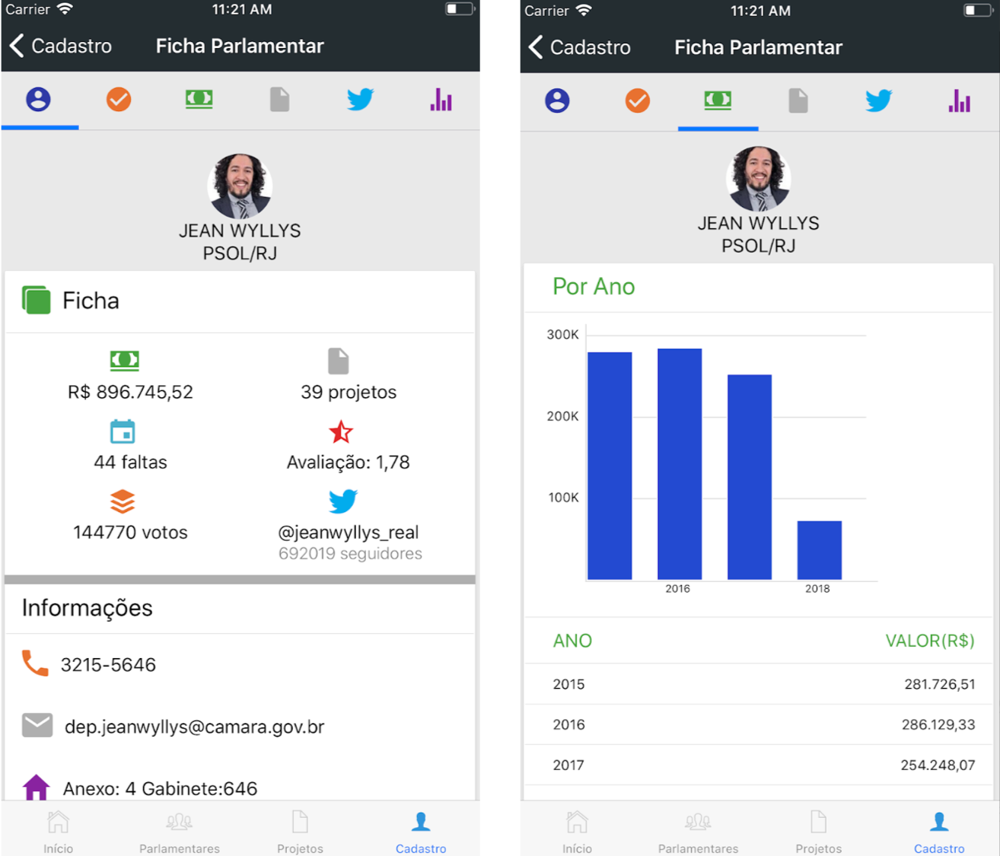 Carrier 11:21 AM
Cadastro Ficha Parlamentar
JEAN WYLLYS
PSOL/RJ
Ficha
R$ 896.745,52 39 projetos
44 faltas Avaliação: 1,78
144770 votos @jeanwyllys_real
692019 seguidores
Informações
3215-5646
dep.jeanwyllys@camara.gov.br
Anexo: 4 Gabinete:646
Início Parlamentares Projetos Cadastro
Carrier 11:21 AM
Cadastro Ficha Parlamentar
JEAN WYLLYS
PSOL/RJ
Por Ano
300K
200K
100K
2016 2018
ANO VALOR(R$)
2015 281.726,51
2016 286.129,33
2017 254.248,07
Início Parlamentares Projetos Cadastro